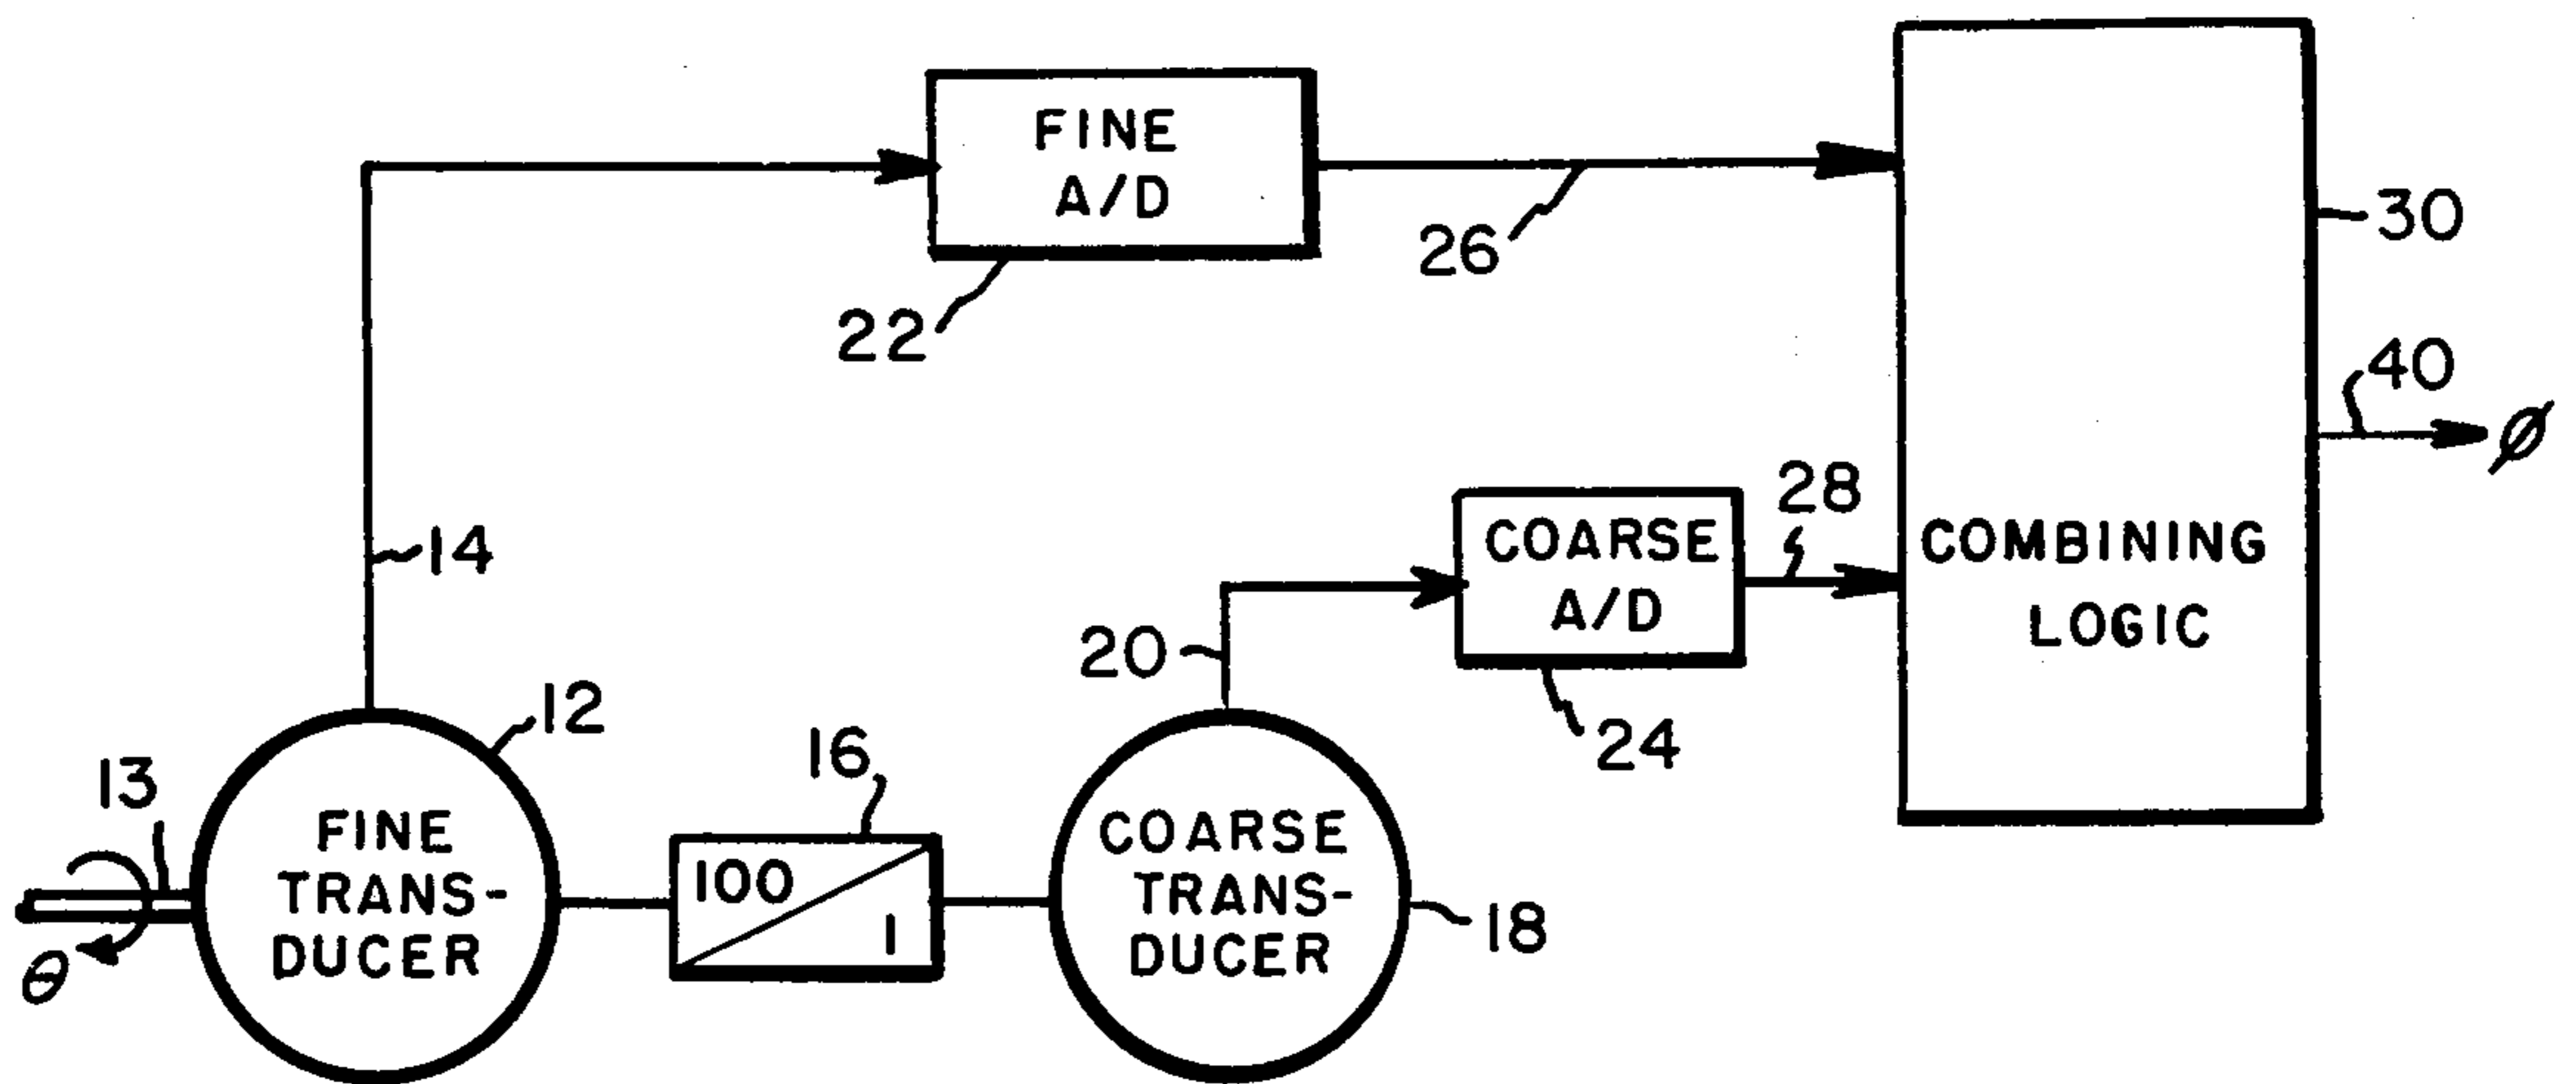 FINE
A/D
22
26
30
40
φ
28
COARSE
A/D
24
COMBINING
LOGIC
14
20
12
13
θ
FINE
TRANS-
DUCER
16
100
1
COARSE
TRANS-
DUCER
18